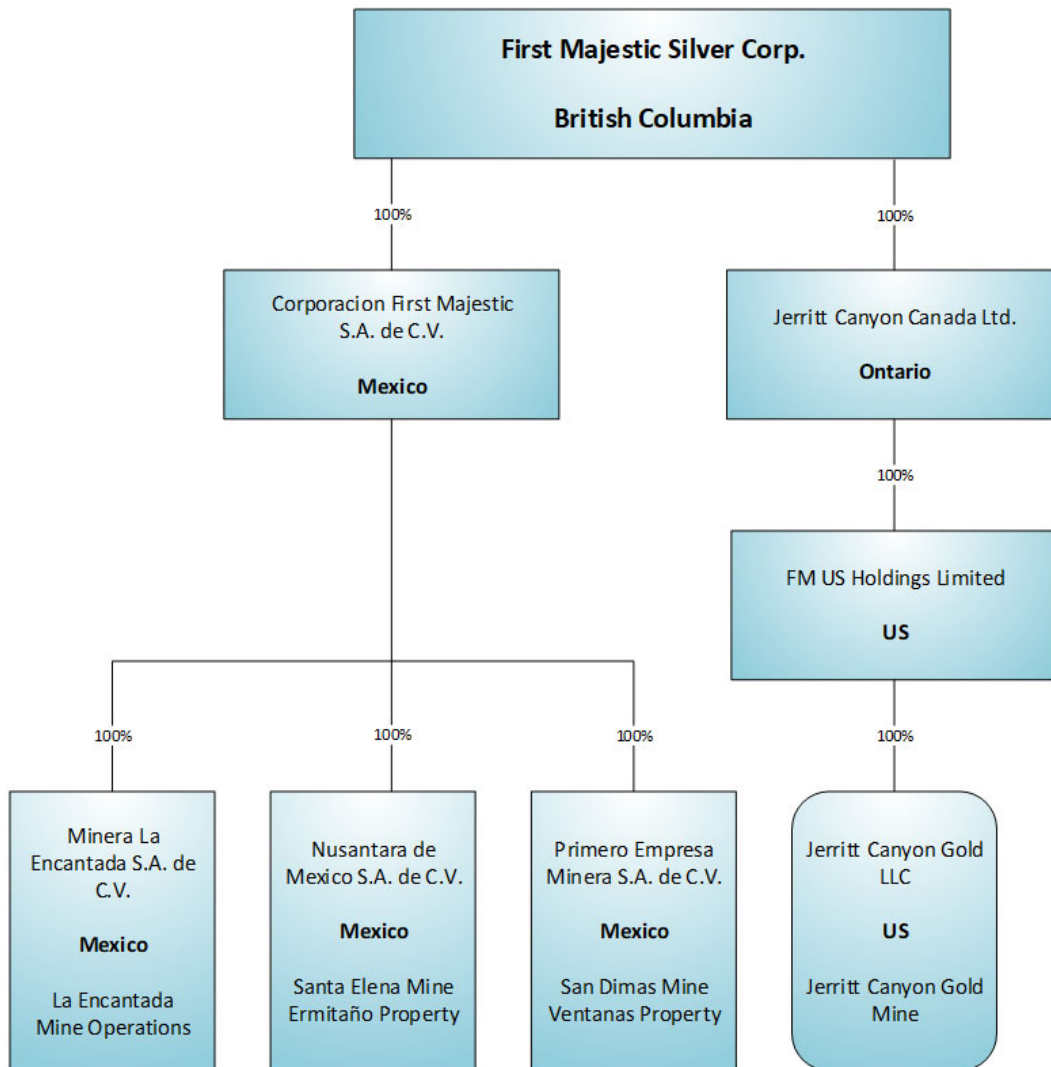 First Majestic Silver Corp.
British Columbia
100%
100%
Corporacion First Majestic
S.A. de C.V.
Mexico
Jerritt Canyon Canada Ltd.
Ontario
100%
FM US Holdings Limited
US
100%
100%
100%
100%
Minera La
Encantada S.A. de
C.V.
Mexico
La Encantada
Mine Operations
Nusantara de
Mexico S.A. de C.V.
Mexico
Santa Elena Mine
Ermitaño Property
Primero Empresa
Minera S.A. de C.V.
Mexico
San Dimas Mine
Ventanas Property
Jerritt Canyon Gold
LLC
US
Jerritt Canyon Gold
Mine